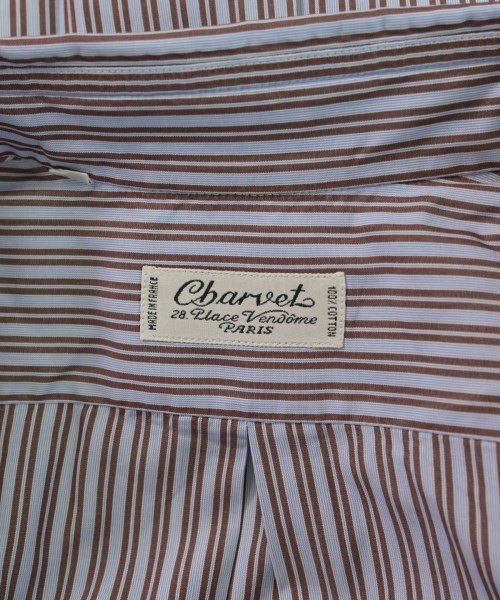 MADE IN FRANCE
Charvet
28. Place Vendôme
PARIS
100% COTTON